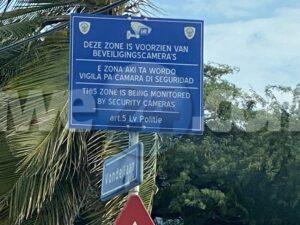 DEZE ZONE IS VOORZIEN VAN
BEVEILIGINGSCAMERA'S
E ZONA AKI TA WORDO
VIGILA PA CAMARA DI SEGURIDAD
THIS ZONE IS BEING MONITORED
BY SECURITY CAMERAS
art.5 Lv Politie